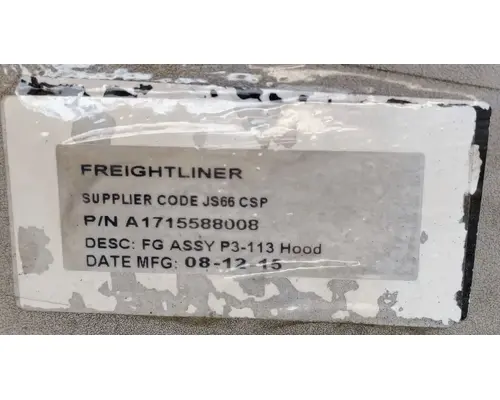 FREIGHTLINER
SUPPLIER CODE JS66 CSP
P/N A1715588008
DESC: FG ASSY P3-113 Hood
DATE MFG: 08-12-15